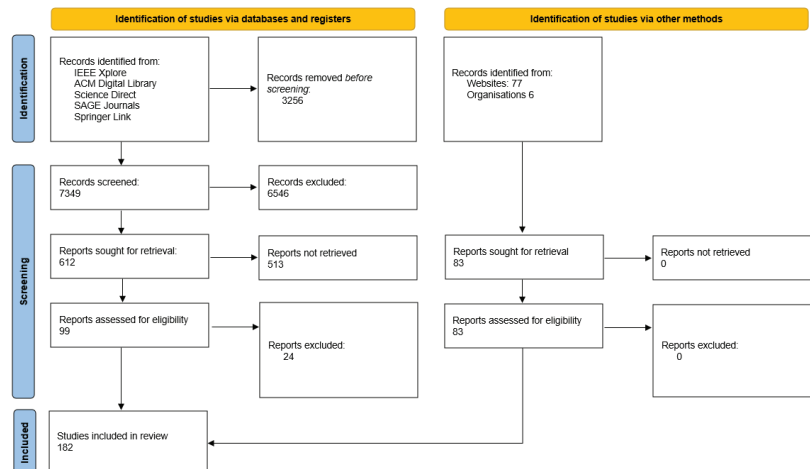 Identification of studies via databases and registers
Identification of studies via other methods
Identification
Records identified from:
IEEE Xplore
ACM Digital Library
Science Direct
SAGE Journals
Springer Link
Records removed before
screening:
3256
Records identified from:
Websites: 77
Organisations 6
Screening
Records screened:
7349
Records excluded:
6546
Reports sought for retrieval:
612
Reports not retrieved
513
Reports sought for retrieval
83
Reports not retrieved
0
Reports assessed for eligibility
99
Reports excluded:
24
Reports assessed for eligibility
83
Reports excluded:
0
Included
Studies included in review
182